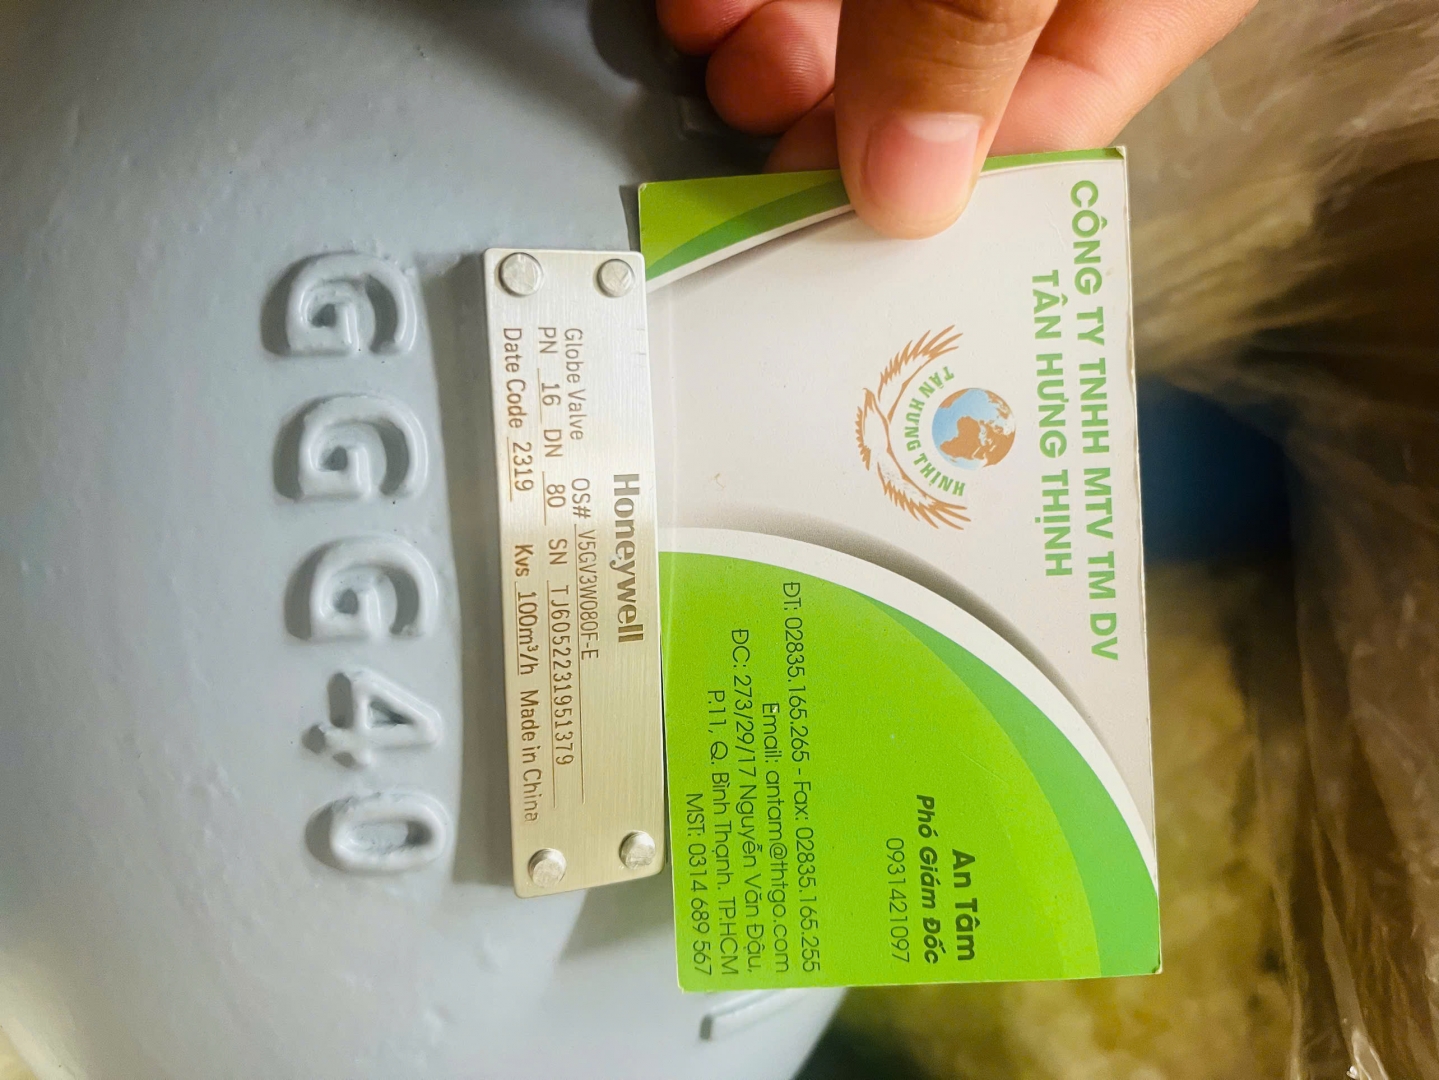 CÔNG TY TNHH MTV TM DV
TÂN HƯNG THỊNH
TÂN HƯNG THỊNH
An Tâm
Phó Giám Đốc
0931421097
ĐT: 02835.165.265 - Fax: 02835.165.255
Email: antam@thtgo.com
ĐC: 273/29/17 Nguyễn Văn Đậu,
P.11, Q. Bình Thạnh. TP.HCM
MST: 0314 689 567
Honeywell
Globe Valve OS# V5GV3W080F-E
PN 16 DN 80 SN TJ6052231951379
Date Code 2319 Kvs 100m³/h Made in China
GGG40